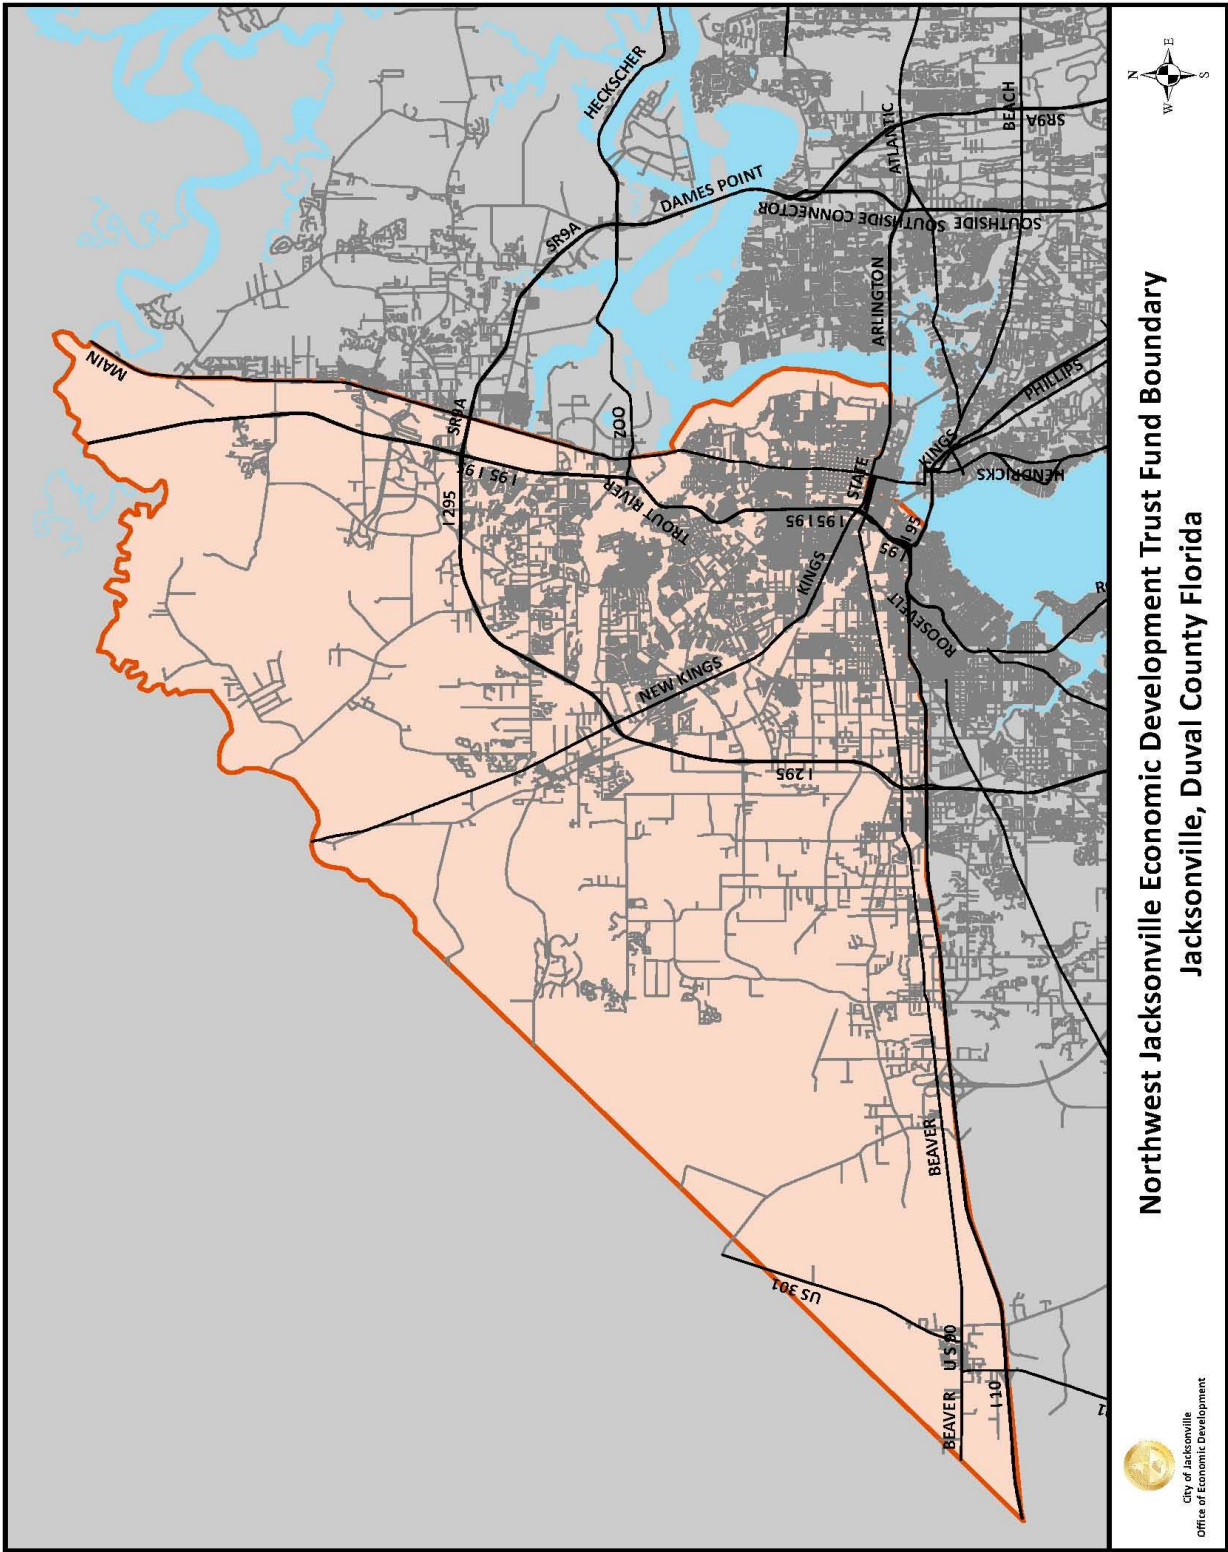 HECKSCHER
MAIN
ATLANTIC
BEACH
SR9A
DAMES POINT
SOUTHSIDE CONNECTOR
SOUTHSIDE
SOUTHSIDE
SR9A
ARLINGTON
SR9A
ZOO
PHILLIPS
I 95
I 295
TROUT RIVER
STATE
KINGS
HENDRICKS
I 95
I 95
KINGS
I 95
95
ROOSEVELT
NEW KINGS
I 295
BEAVER
US 301
U S 90
BEAVER
I 10
N
E
S
W
Northwest Jacksonville Economic Development Trust Fund Boundary
Jacksonville, Duval County Florida
City of Jacksonville
Office of Economic Development